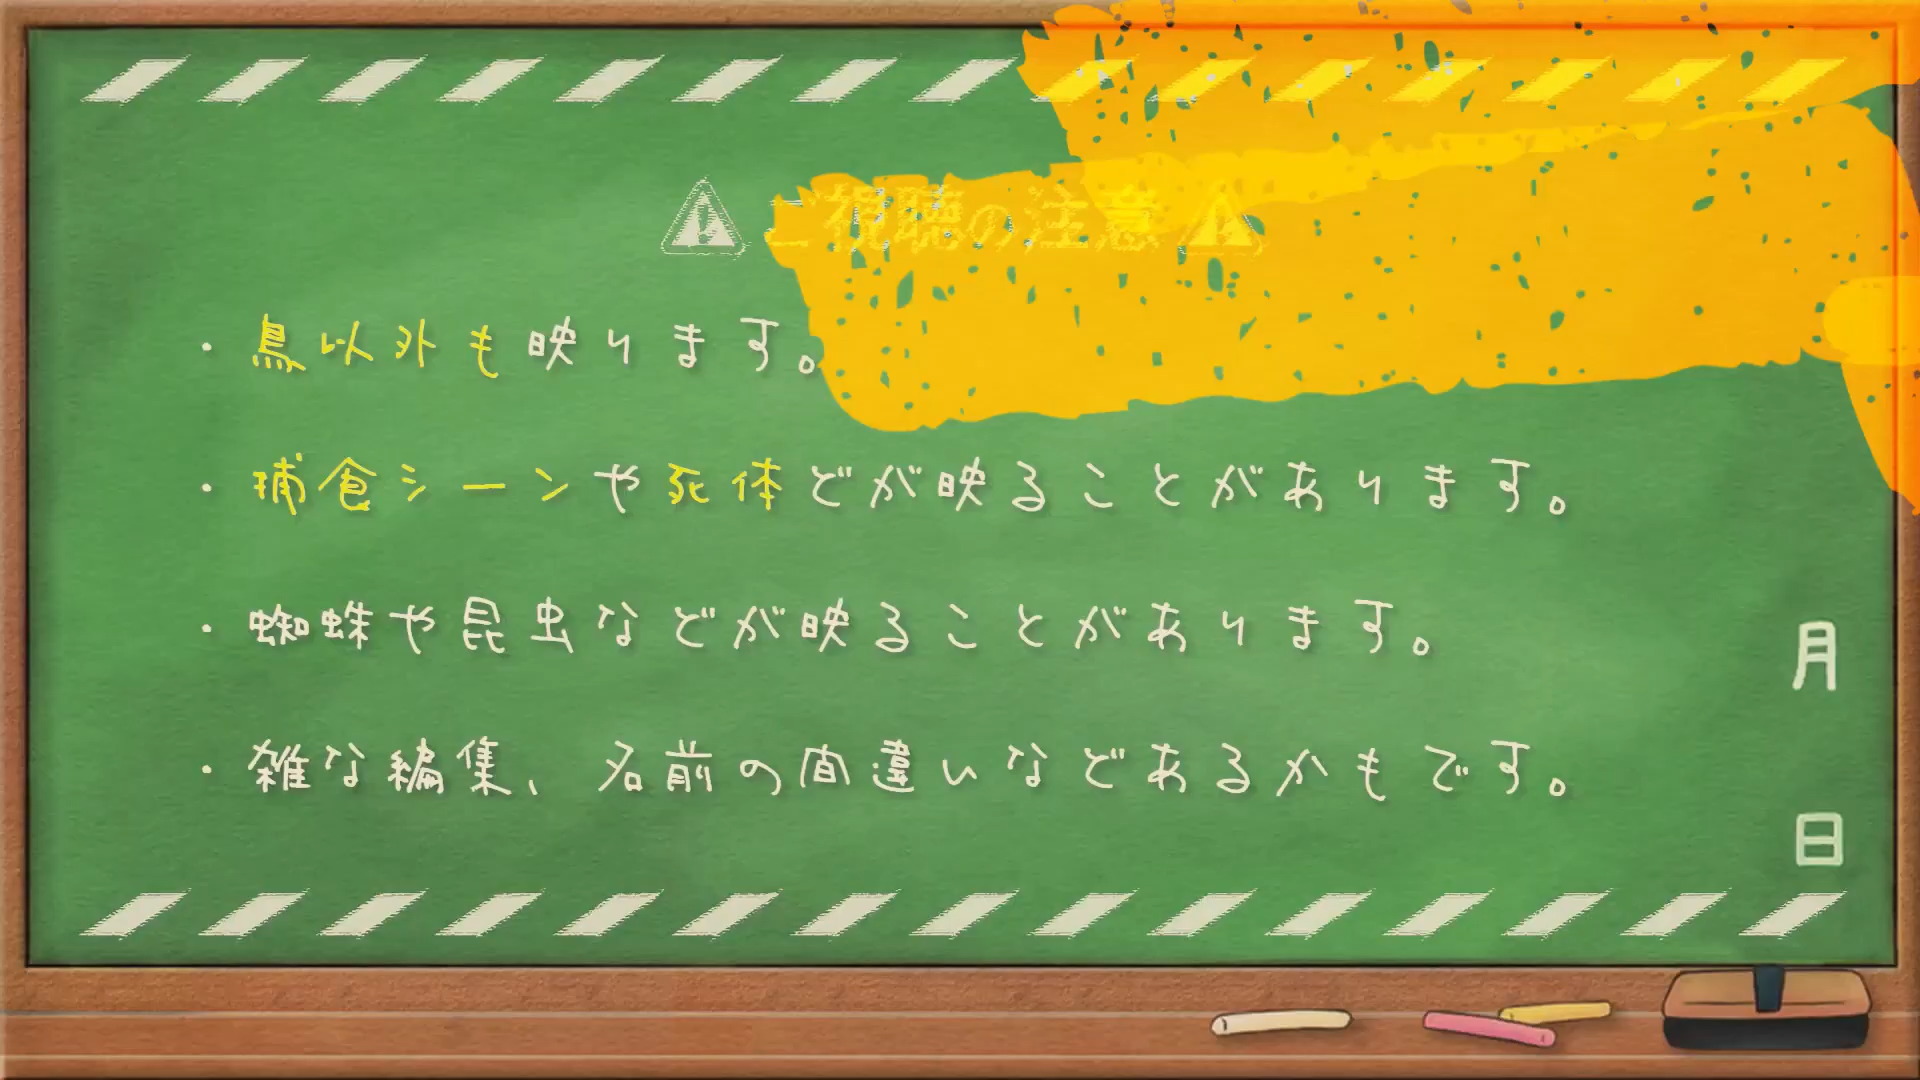 ⚠ ご視聴の注意 ⚠
・鳥以外も映ります。
・捕食シーンや死体どが映ることがあります。
・蜘蛛や昆虫などが映ることがあります。
・雑な編集、名前の間違いなどあるかもです。
月
日